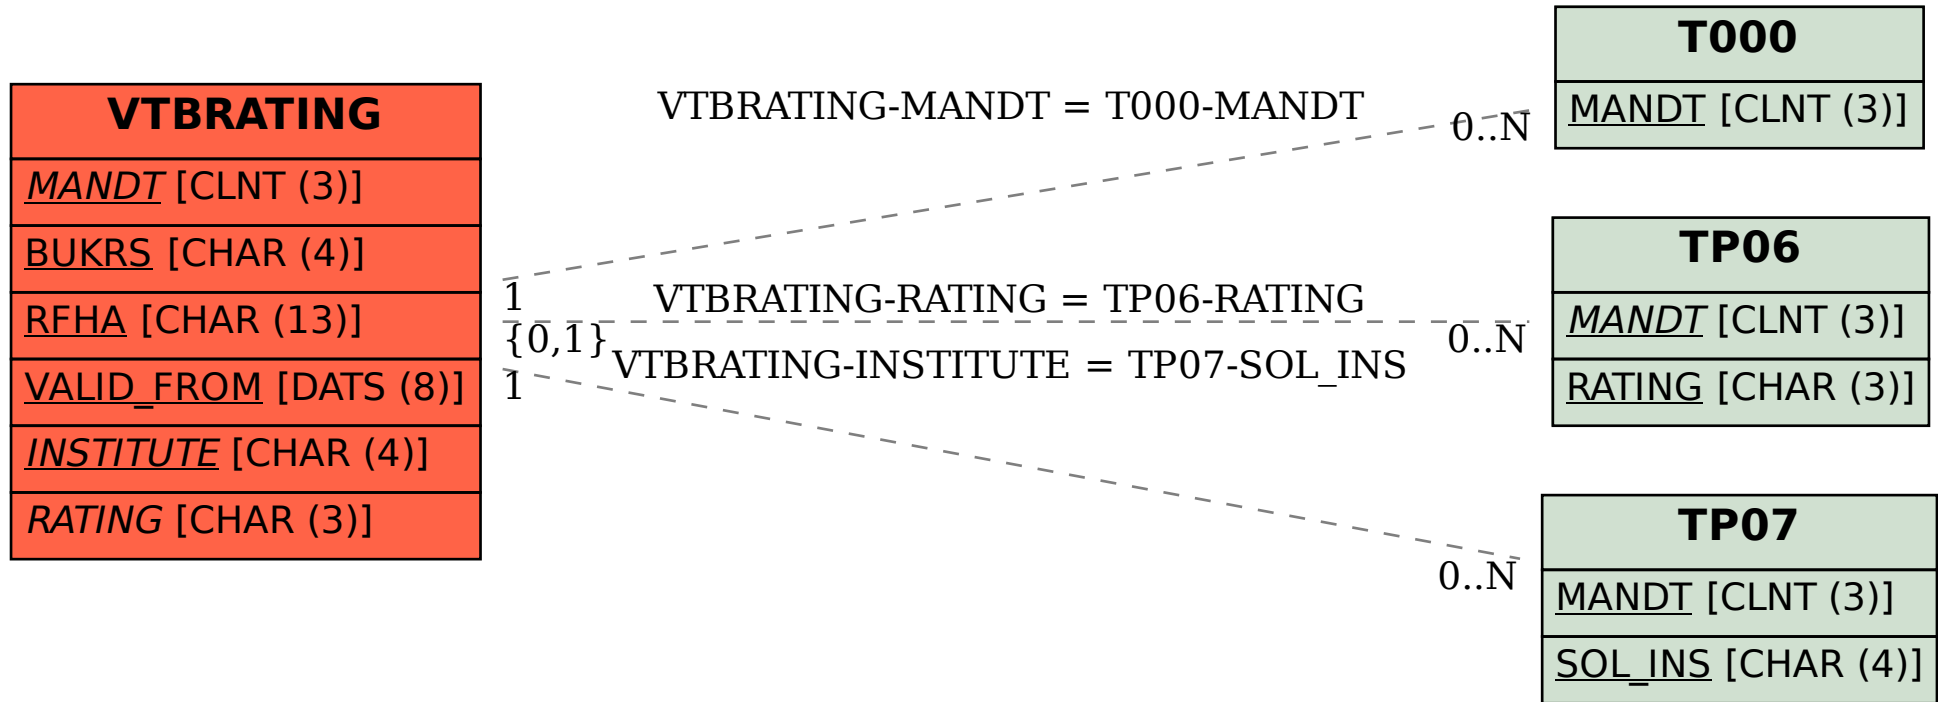 VTBRATING
MANDT [CLNT (3)]
BUKRS [CHAR (4)]
RFHA [CHAR (13)]
VALID_FROM [DATS (8)]
INSTITUTE [CHAR (4)]
RATING [CHAR (3)]
VTBRATING-MANDT = T000-MANDT
0..N
1
VTBRATING-RATING = TP06-RATING
{0,1}
0..N
VTBRATING-INSTITUTE = TP07-SOL_INS
1
0..N
T000
MANDT [CLNT (3)]
TP06
MANDT [CLNT (3)]
RATING [CHAR (3)]
TP07
MANDT [CLNT (3)]
SOL_INS [CHAR (4)]